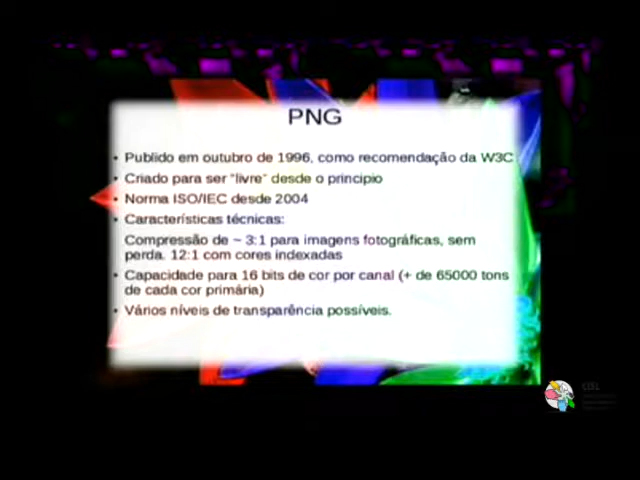 PNG
• Publido em outubro de 1996, como recomendação da W3C
• Criado para ser "livre" desde o principio
• Norma ISO/IEC desde 2004
• Características técnicas:
Compressão de ~ 3:1 para imagens fotográficas, sem
perda. 12:1 com cores indexadas
• Capacidade para 16 bits de cor por canal (+ de 65000 tons
de cada cor primária)
• Vários níveis de transparência possíveis.